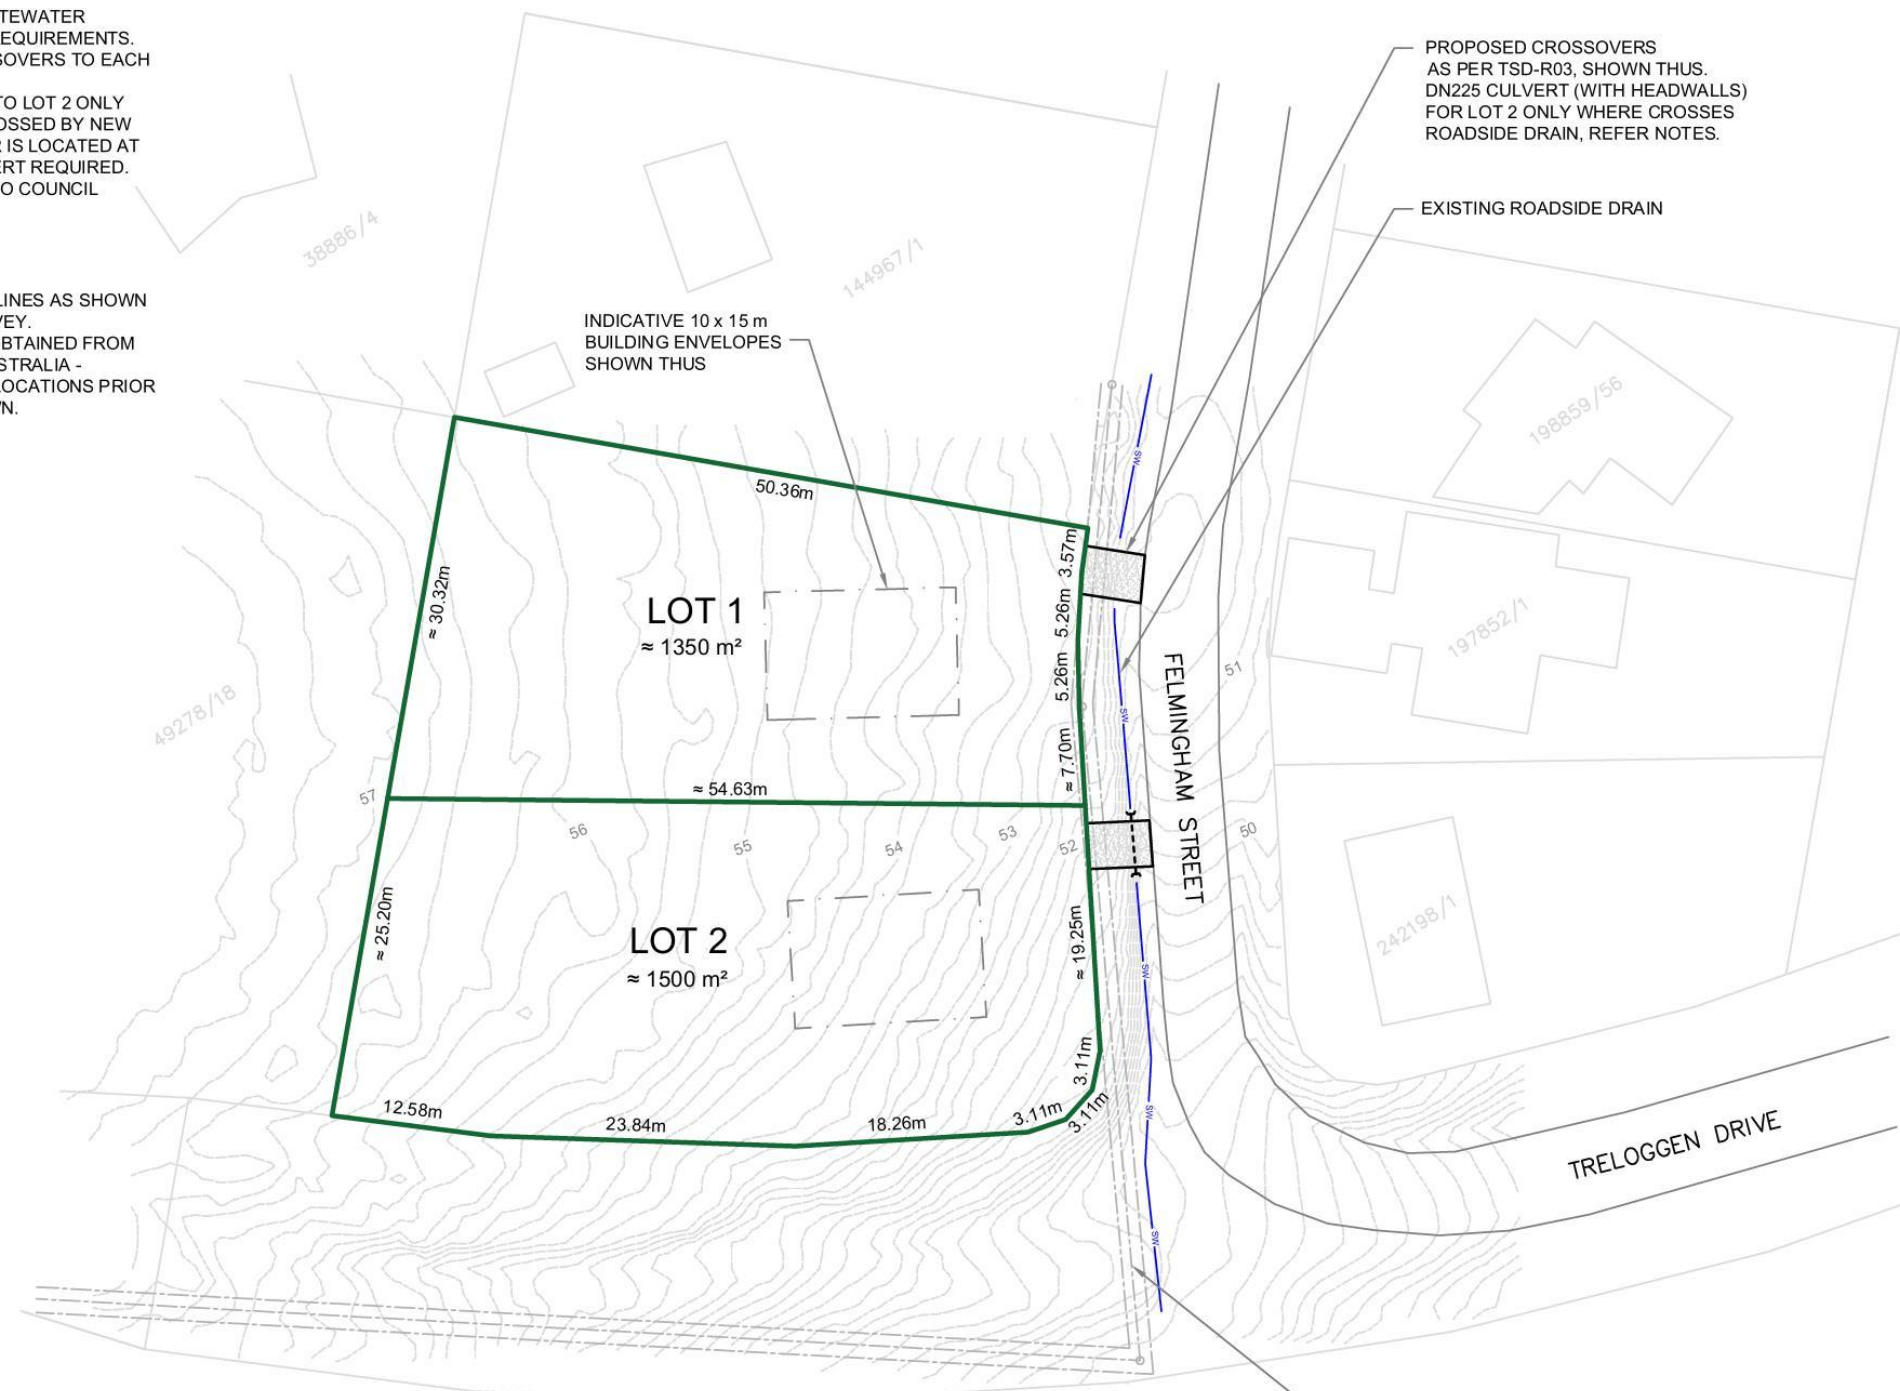 TEWATER
EQUIREMENTS.
SOVERS TO EACH
TO LOT 2 ONLY
OSSED BY NEW
R IS LOCATED AT
ERT REQUIRED.
O COUNCIL
LINES AS SHOWN
VEY.
BTAINED FROM
STRALIA -
LOCATIONS PRIOR
WN.
PROPOSED CROSSOVERS
AS PER TSD-R03, SHOWN THUS.
DN225 CULVERT (WITH HEADWALLS)
FOR LOT 2 ONLY WHERE CROSSES
ROADSIDE DRAIN, REFER NOTES.
EXISTING ROADSIDE DRAIN
38886/4
144967/1
INDICATIVE 10 x 15 m
BUILDING ENVELOPES
SHOWN THUS
198859/56
SW
50.36m
3.57m
≈ 30.32m
LOT 1
≈ 1350 m²
5.26m
5.26m
197852/1
49278/18
51
SW
FELMINGHAM STREET
≈ 7.70m
57
≈ 54.63m
56
55
54
53
52
50
≈ 25.20m
LOT 2
≈ 1500 m²
≈ 19.25m
242198/1
SW
3.11m
12.58m
23.84m
18.26m
3.11m
3.11m
SW
TRELOGGEN DRIVE
SW